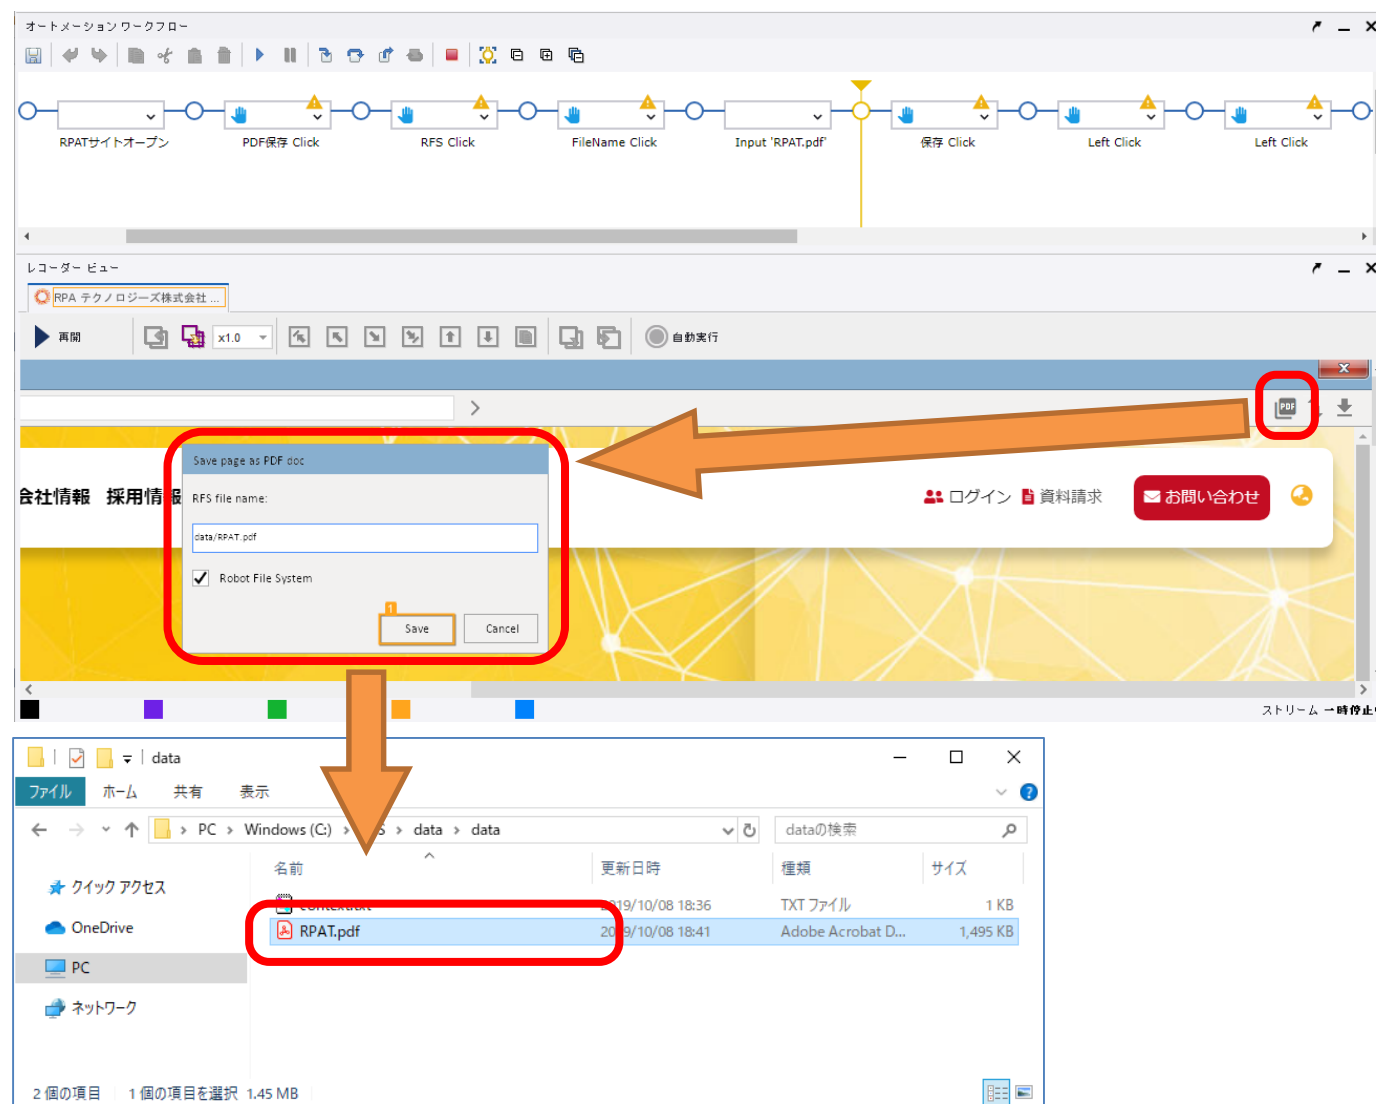 オートメーション ワークフロー
RPATサイトオープン
PDF保存 Click
RFS Click
FileName Click
Input 'RPAT.pdf'
保存 Click
Left Click
Left Click
レコーダー ビュー
RPA テクノロジーズ株式会社 ...
再開
x1.0
自動実行
PDF
Save page as PDF doc
会社情報 採用情報
RFS file name:
ログイン
資料請求
お問い合わせ
data/RPAT.pdf
Robot File System
1
Save
Cancel
ストリーム 一時停止
data
ファイル
ホーム
共有
表示
PC > Windows (C:) > S > data > data
dataの検索
名前
更新日時
種類
サイズ
クイック アクセス
2019/10/08 18:36
TXT ファイル
1 KB
OneDrive
RPAT.pdf
2019/10/08 18:41
Adobe Acrobat D...
1,495 KB
PC
ネットワーク
2 個の項目
1 個の項目を選択 1.45 MB